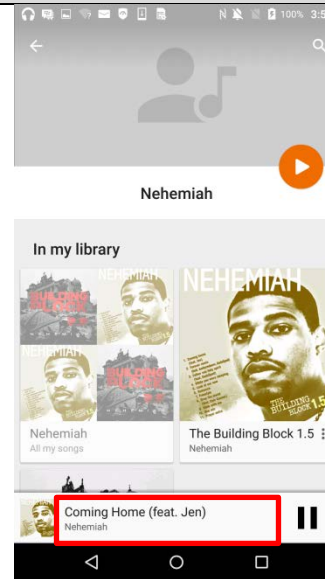 N 100% 3:5
Nehemiah
In my library
NEHEMIAH
BUILDING
BLOCK
NEHEMIAH
THE
BUILDING
BLOCK 1.5
Nehemiah
All my songs
The Building Block 1.5
Nehemiah
Coming Home (feat. Jen)
Nehemiah